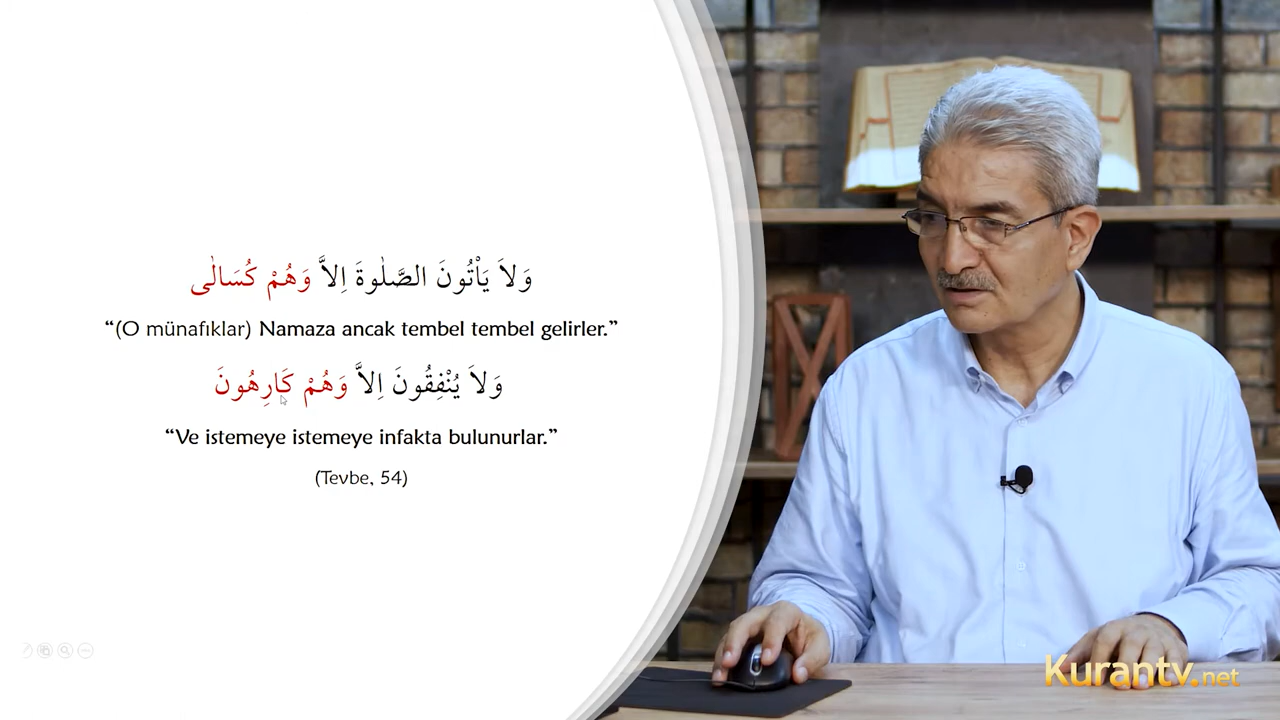 وَلاَ يَاْتُونَ الصَّلٰوةَ اِلاَّ وَهُمْ كُسَالٰى
“(O münafıklar) Namaza ancak tembel tembel gelirler.”
وَلاَ يُنْفِقُونَ اِلاَّ وَهُمْ كَارِهُونَ
“Ve istemeye istemeye infakta bulunurlar.”
(Tevbe, 54)
Kurantv.net